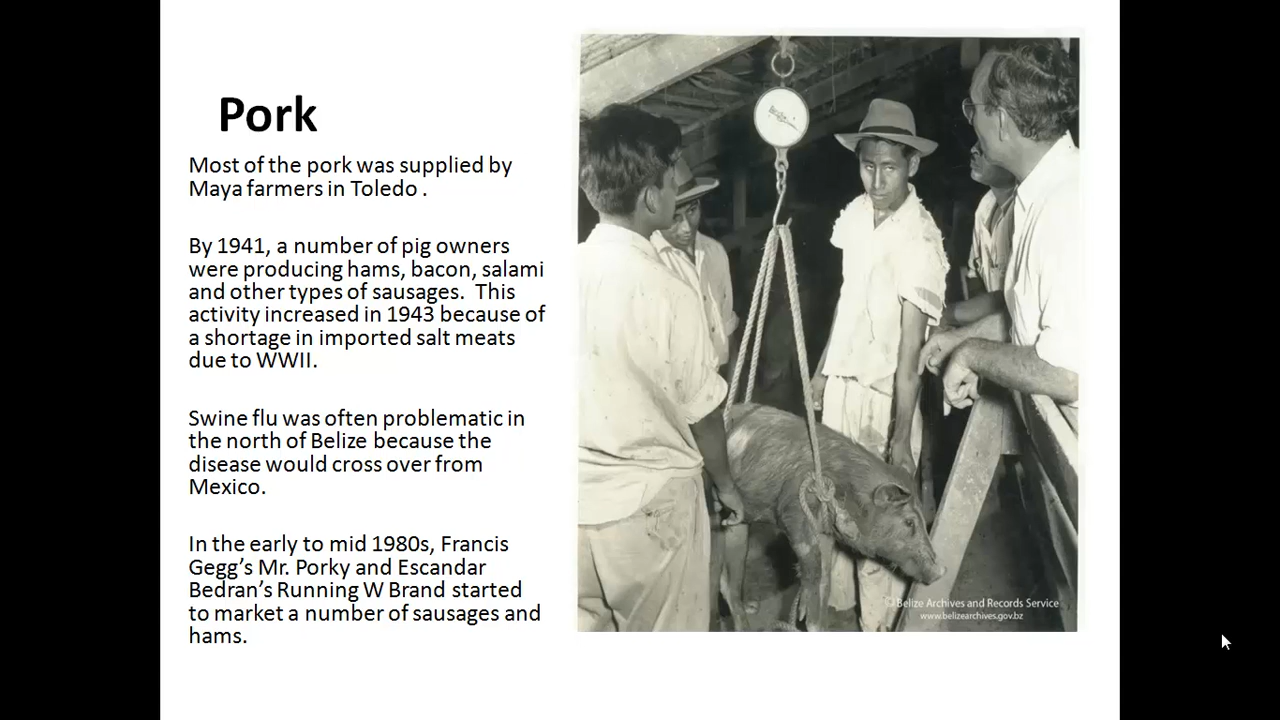 Pork
Most of the pork was supplied by
Maya farmers in Toledo .
By 1941, a number of pig owners
were producing hams, bacon, salami
and other types of sausages.  This
activity increased in 1943 because of
a shortage in imported salt meats
due to WWII.
Swine flu was often problematic in
the north of Belize because the
disease would cross over from
Mexico.
In the early to mid 1980s, Francis
Gegg’s Mr. Porky and Escandar
Bedran’s Running W Brand started
to market a number of sausages and
hams.
© Belize Archives and Records Service
www.belizearchives.gov.bz